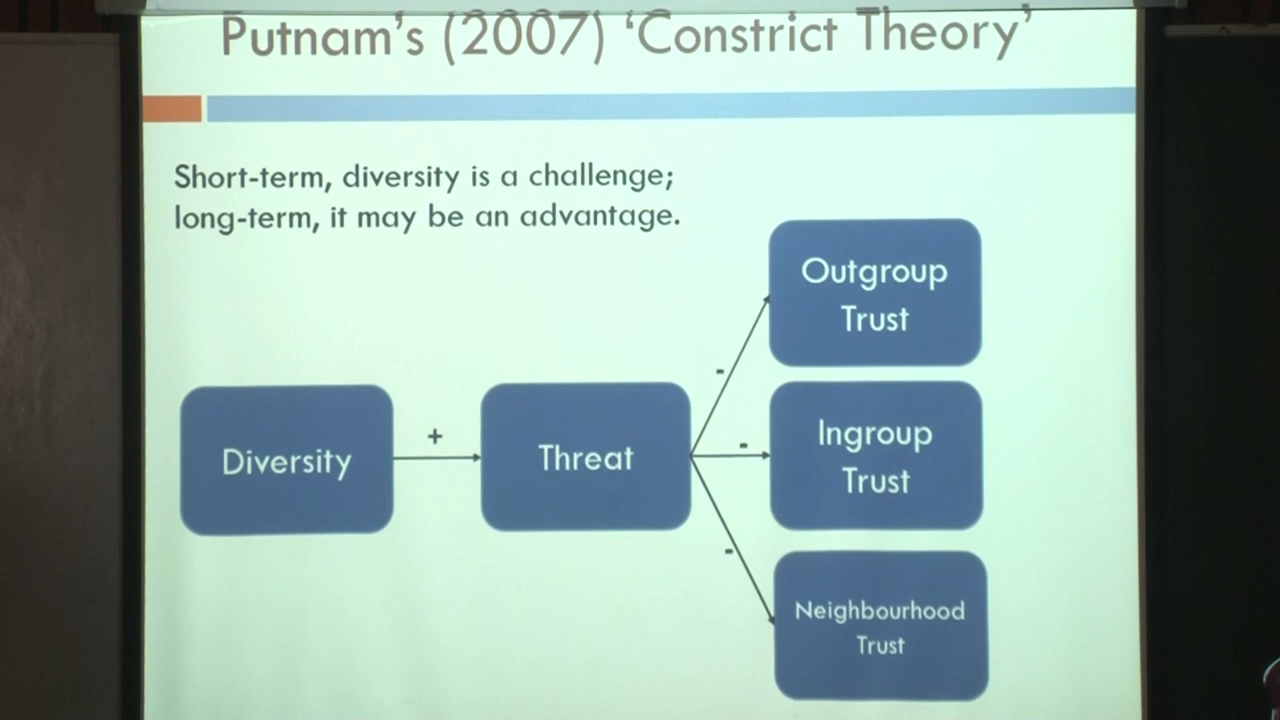 Putnam's (2007) ‘Constrict Theory’
Short-term, diversity is a challenge;
long-term, it may be an advantage.
Outgroup
Trust
-
Diversity
+
Threat
-
Ingroup
Trust
-
Neighbourhood
Trust